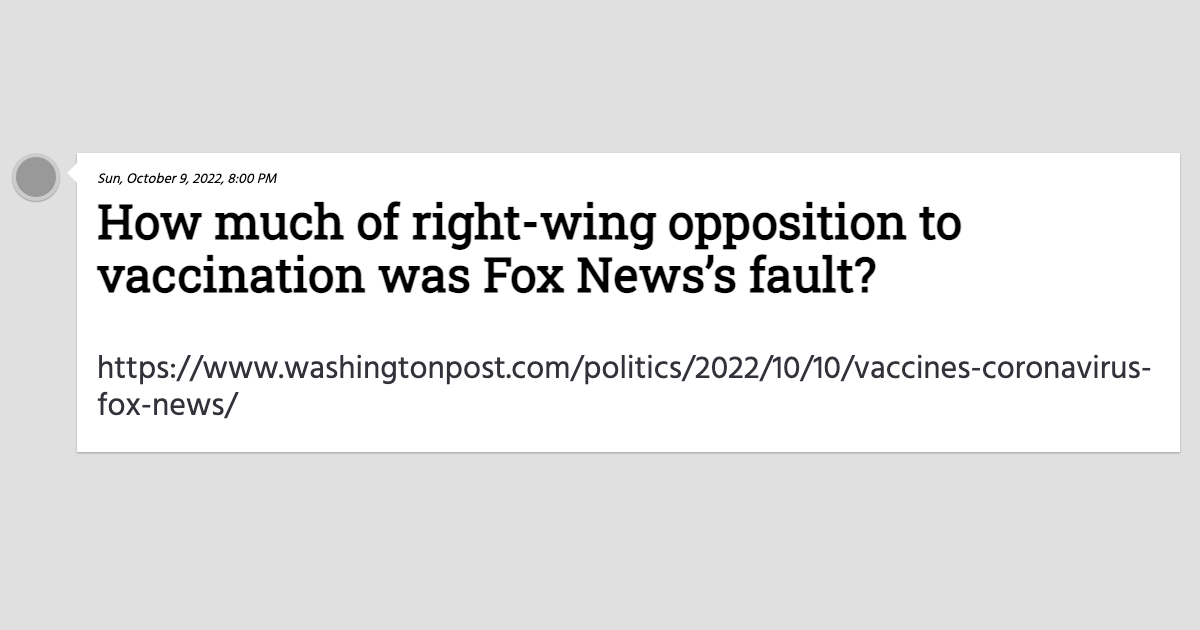 Sun, October 9, 2022, 8:00 PM
How much of right-wing opposition to
vaccination was Fox News’s fault?
https://www.washingtonpost.com/politics/2022/10/10/vaccines-coronavirus-
fox-news/